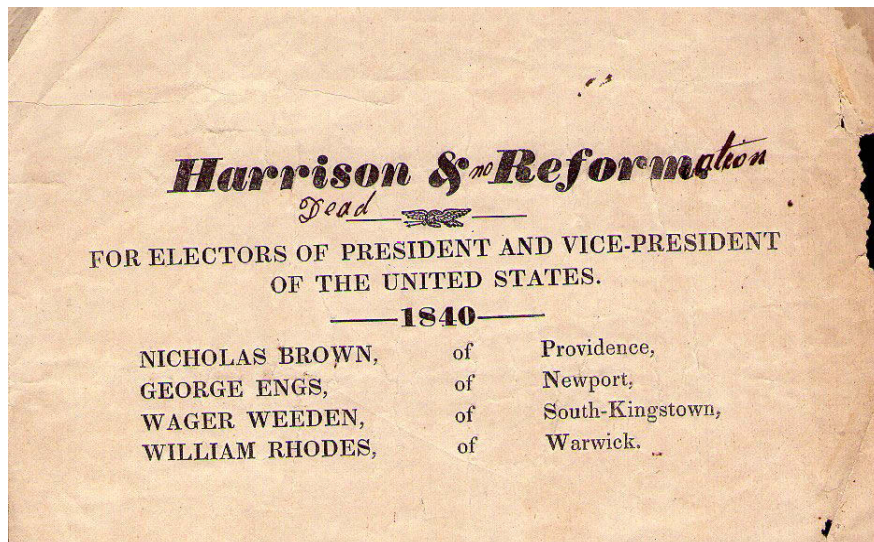 Harrison & no Reformation
Dead
FOR ELECTORS OF PRESIDENT AND VICE-PRESIDENT
OF THE UNITED STATES.
1840
NICHOLAS BROWN, of Providence,
GEORGE ENGS, of Newport,
WAGER WEEDEN, of South-Kingstown,
WILLIAM RHODES, of Warwick.